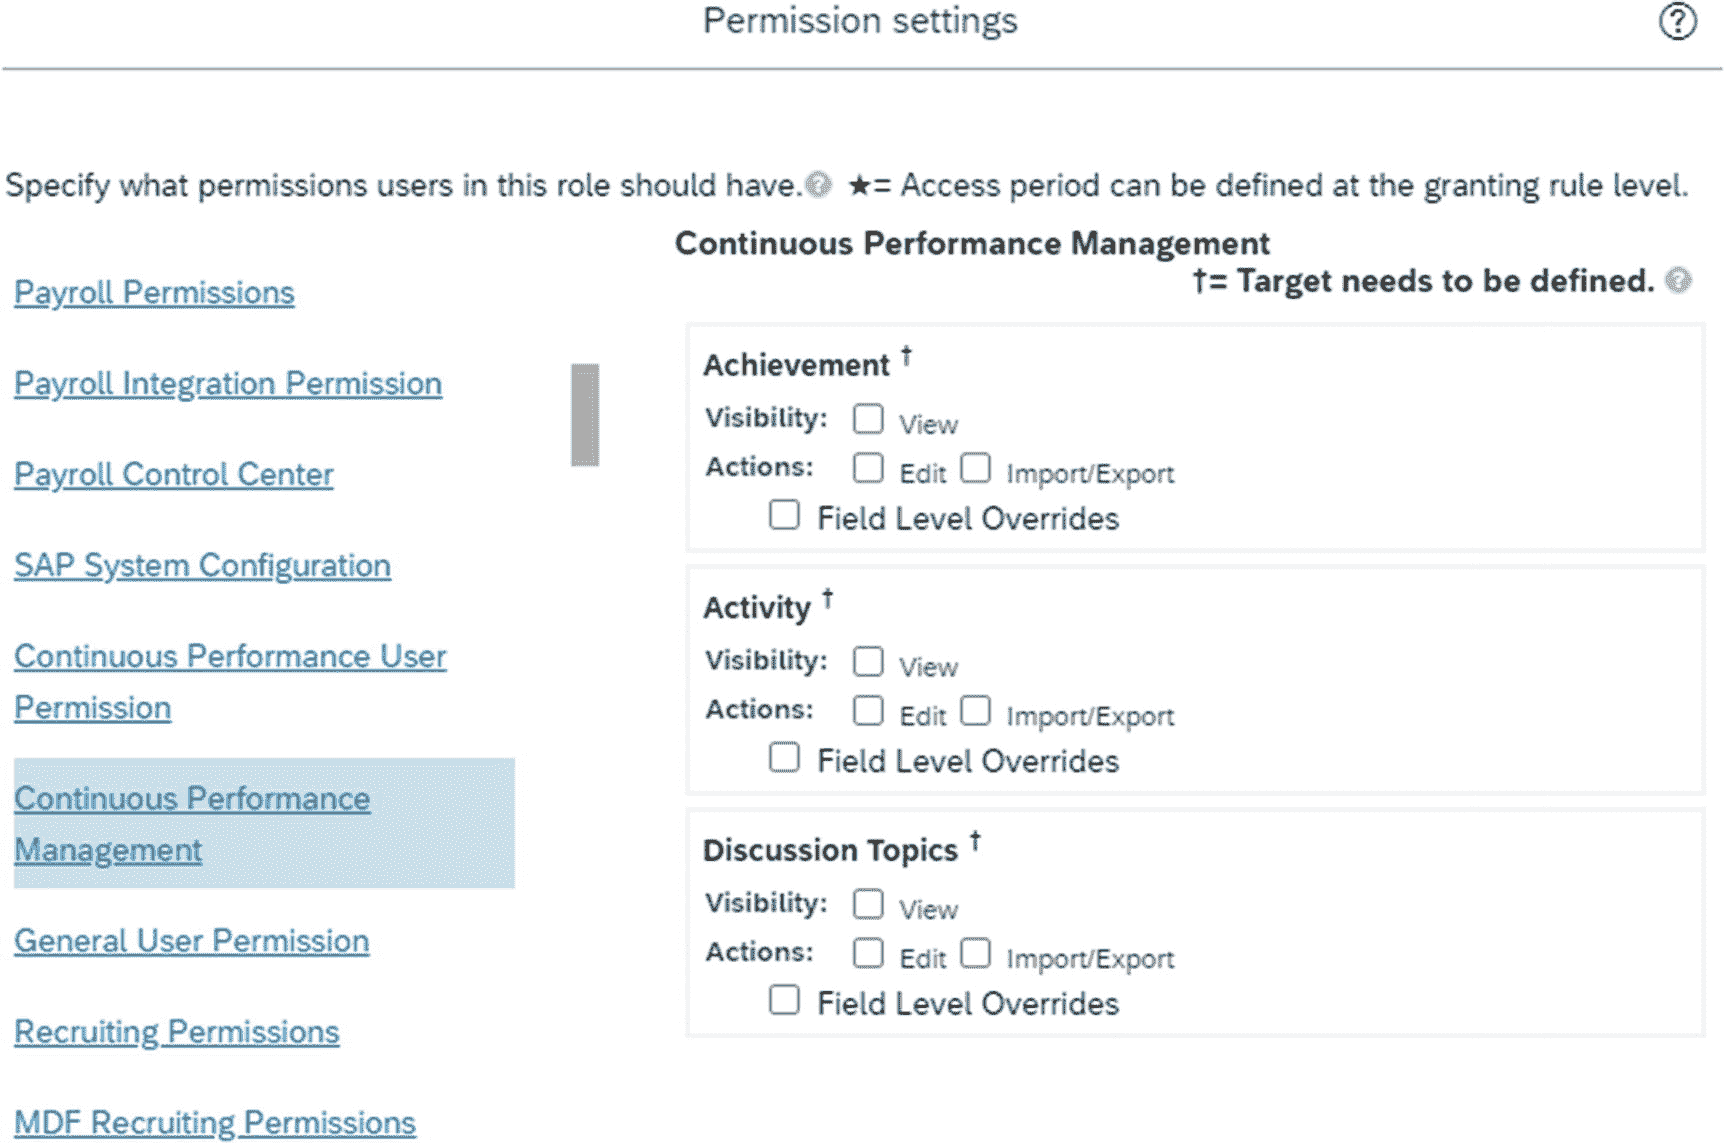 Permission settings
?
Specify what permissions users in this role should have.? ★= Access period can be defined at the granting rule level.
Payroll Permissions
Payroll Integration Permission
Payroll Control Center
SAP System Configuration
Continuous Performance User
Permission
Continuous Performance
Management
General User Permission
Recruiting Permissions
MDF Recruiting Permissions
Continuous Performance Management
†= Target needs to be defined. ?
Achievement †
Visibility: View
Actions: Edit Import/Export
Field Level Overrides
Activity †
Visibility: View
Actions: Edit Import/Export
Field Level Overrides
Discussion Topics †
Visibility: View
Actions: Edit Import/Export
Field Level Overrides